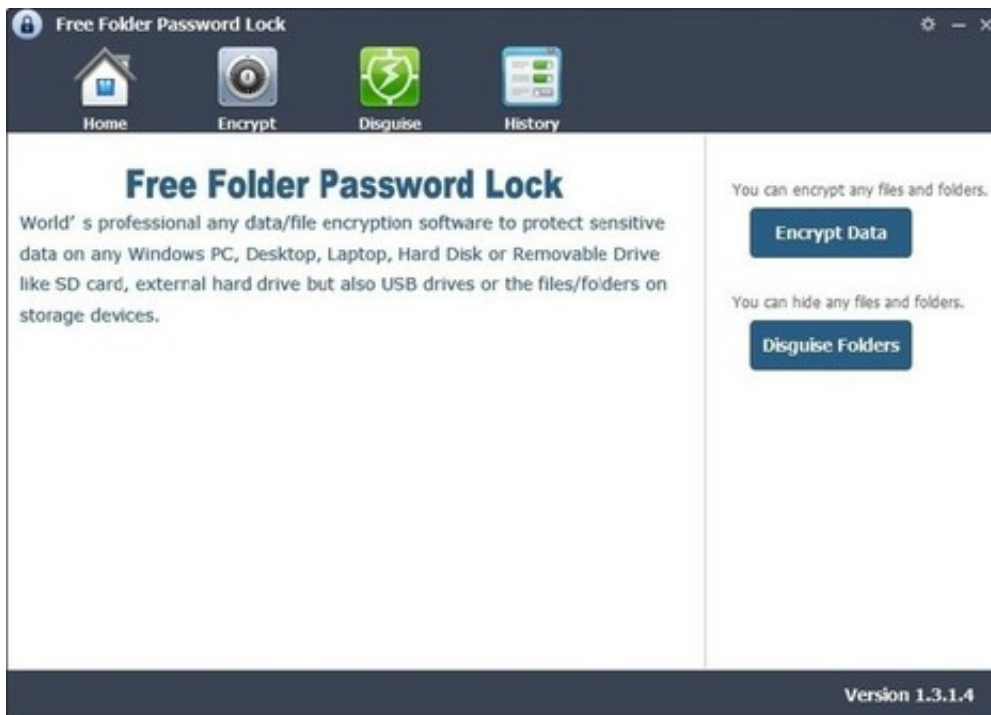 Free Folder Password Lock
Home Encrypt Disguise History
Free Folder Password Lock
World’ s professional any data/file encryption software to protect sensitive
data on any Windows PC, Desktop, Laptop, Hard Disk or Removable Drive
like SD card, external hard drive but also USB drives or the files/folders on
storage devices.
You can encrypt any files and folders.
Encrypt Data
You can hide any files and folders.
Disguise Folders
Version 1.3.1.4